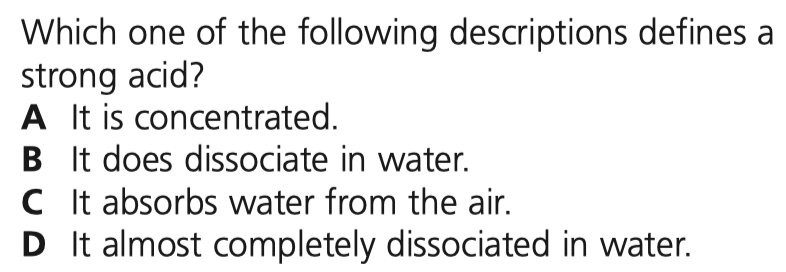 Which one of the following descriptions defines a
strong acid?
A It is concentrated.
B It does dissociate in water.
C It absorbs water from the air.
D It almost completely dissociated in water.